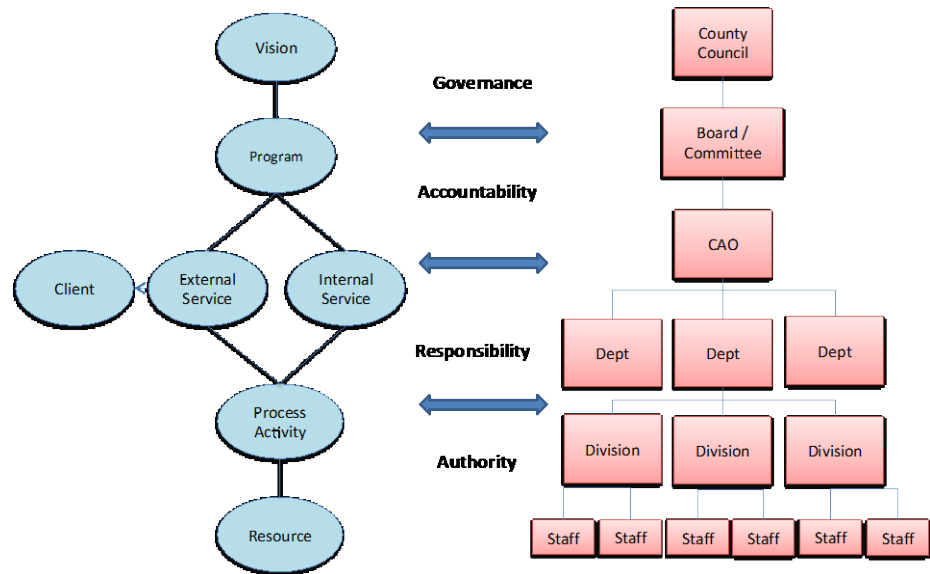 Vision
Program
Client
External
Service
Internal
Service
Process
Activity
Resource
Governance
Accountability
Responsibility
Authority
County
Council
Board /
Committee
CAO
Dept
Dept
Dept
Division
Division
Division
Staff
Staff
Staff
Staff
Staff
Staff